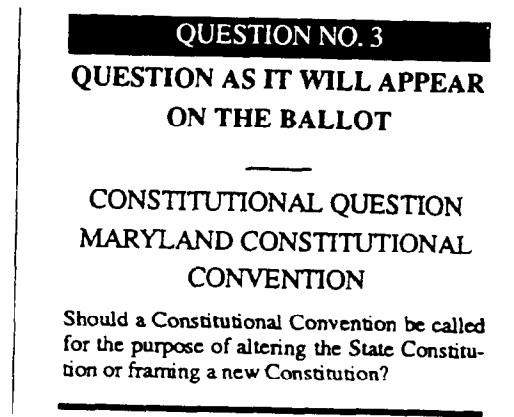 QUESTION NO. 3
QUESTION AS IT WILL APPEAR
ON THE BALLOT
CONSTITUTIONAL QUESTION
MARYLAND CONSTITUTIONAL
CONVENTION
Should a Constitutional Convention be called
for the purpose of altering the State Constitu-
tion or framing a new Constitution?